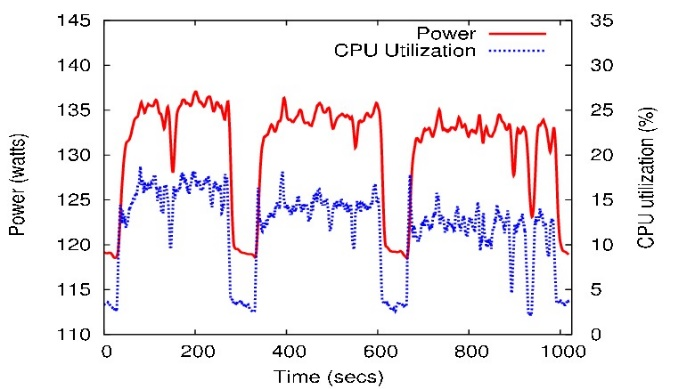 145
140
135
130
125
120
115
110
Power (watts)
35
30
25
20
15
10
5
0
CPU utilization (%)
Power
CPU Utilization
0 200 400 600 800 1000
Time (secs)